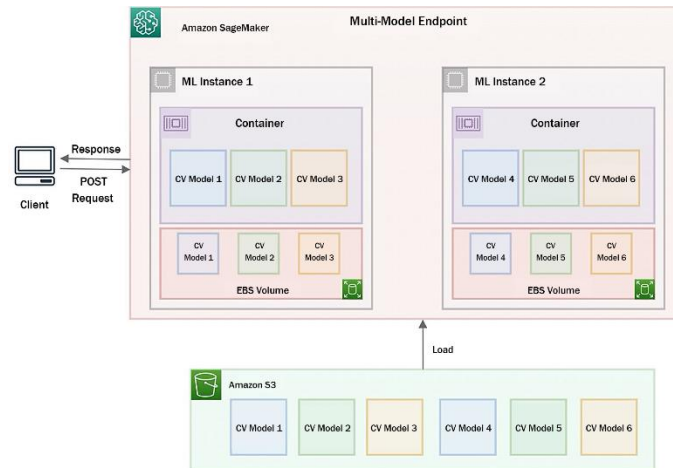 Multi-Model Endpoint
Amazon SageMaker
ML Instance 1
ML Instance 2
Container
Container
Response
POST
Request
Client
CV Model 1
CV Model 2
CV Model 3
CV Model 4
CV Model 5
CV Model 6
CV
Model 1
CV
Model 2
CV
Model 3
CV
Model 4
CV
Model 5
CV
Model 6
EBS Volume
EBS Volume
Load
Amazon S3
CV Model 1
CV Model 2
CV Model 3
CV Model 4
CV Model 5
CV Model 6